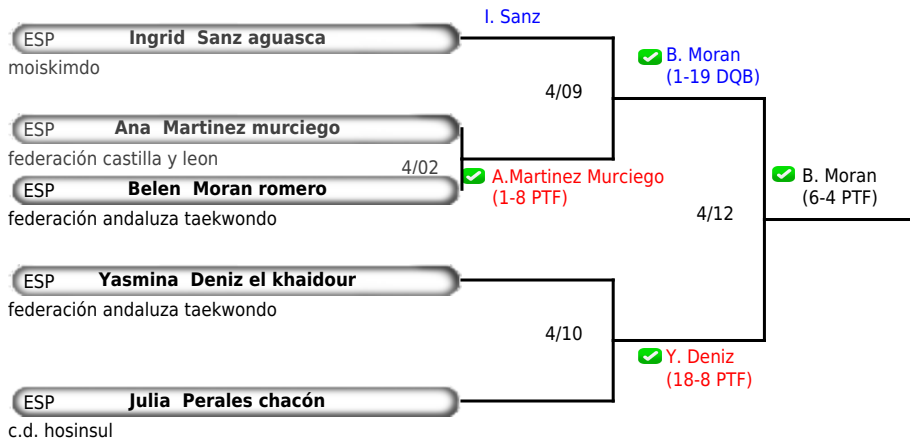 I. Sanz
ESP Ingrid Sanz aguasca
moiskimdo
B. Moran
(1-19 DQB)
4/09
ESP Ana Martinez murciego
federación castilla y leon
4/02
A.Martinez Murciego
(1-8 PTF)
ESP Belen Moran romero
federación andaluza taekwondo
B. Moran
(6-4 PTF)
4/12
ESP Yasmina Deniz el khaidour
federación andaluza taekwondo
4/10
Y. Deniz
(18-8 PTF)
ESP Julia Perales chacón
c.d. hosinsul